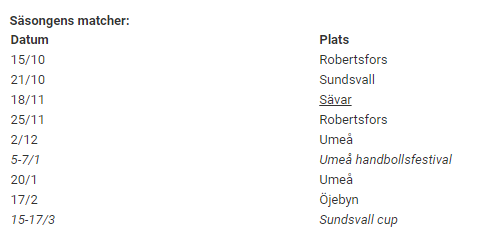 Säsongens matcher:
Datum Plats
15/10 Robertsfors
21/10 Sundsvall
18/11 Sävar
25/11 Robertsfors
2/12 Umeå
5-7/1 Umeå handbollsfestival
20/1 Umeå
17/2 Öjebyn
15-17/3 Sundsvall cup